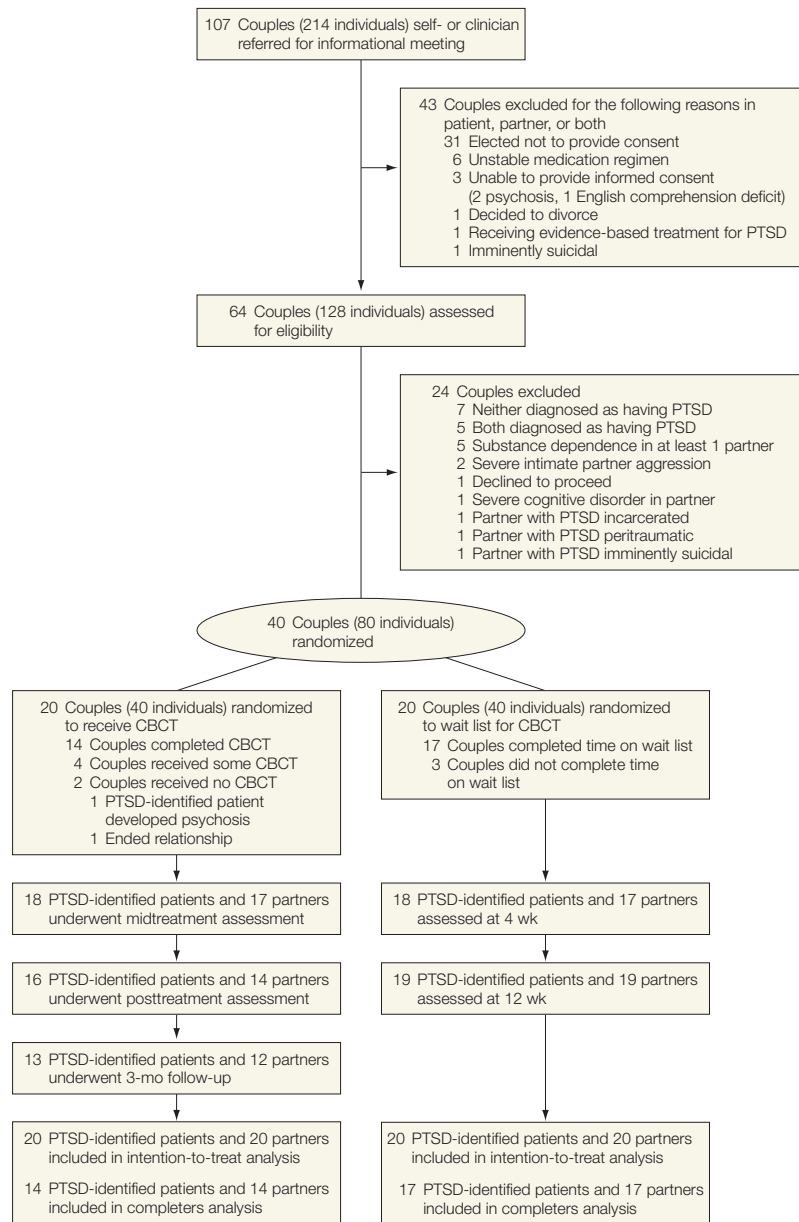 107 Couples (214 individuals) self- or clinician
referred for informational meeting
43 Couples excluded for the following reasons in
patient, partner, or both
31 Elected not to provide consent
6 Unstable medication regimen
3 Unable to provide informed consent
(2 psychosis, 1 English comprehension deficit)
1 Decided to divorce
1 Receiving evidence-based treatment for PTSD
1 Imminently suicidal
64 Couples (128 individuals) assessed
for eligibility
24 Couples excluded
7 Neither diagnosed as having PTSD
5 Both diagnosed as having PTSD
5 Substance dependence in at least 1 partner
2 Severe intimate partner aggression
1 Declined to proceed
1 Severe cognitive disorder in partner
1 Partner with PTSD incarcerated
1 Partner with PTSD peritraumatic
1 Partner with PTSD imminently suicidal
40 Couples (80 individuals)
randomized
20 Couples (40 individuals) randomized
to receive CBCT
14 Couples completed CBCT
4 Couples received some CBCT
2 Couples received no CBCT
1 PTSD-identified patient
developed psychosis
1 Ended relationship
20 Couples (40 individuals) randomized
to wait list for CBCT
17 Couples completed time on wait list
3 Couples did not complete time
on wait list
18 PTSD-identified patients and 17 partners
underwent midtreatment assessment
18 PTSD-identified patients and 17 partners
assessed at 4 wk
16 PTSD-identified patients and 14 partners
underwent posttreatment assessment
19 PTSD-identified patients and 19 partners
assessed at 12 wk
13 PTSD-identified patients and 12 partners
underwent 3-mo follow-up
20 PTSD-identified patients and 20 partners
included in intention-to-treat analysis
14 PTSD-identified patients and 14 partners
included in completers analysis
20 PTSD-identified patients and 20 partners
included in intention-to-treat analysis
17 PTSD-identified patients and 17 partners
included in completers analysis